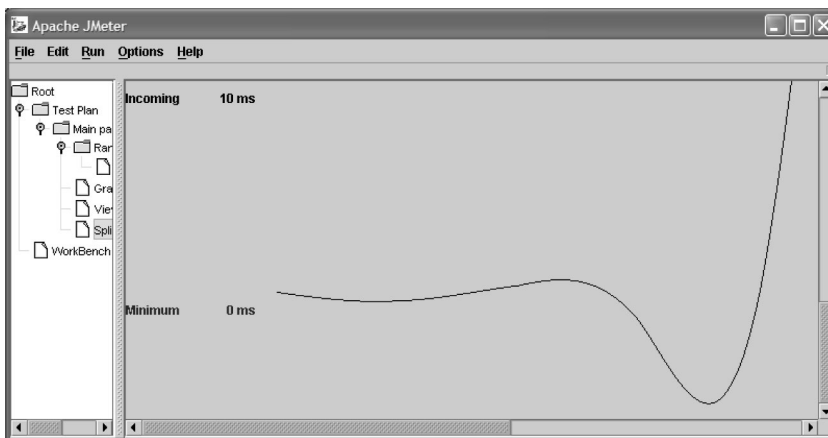 Apache JMeter
File Edit Run Options Help
Root
Test Plan
Main pa
Ran
Gra
Viev
Spli
WorkBench
Incoming 10 ms
Minimum 0 ms